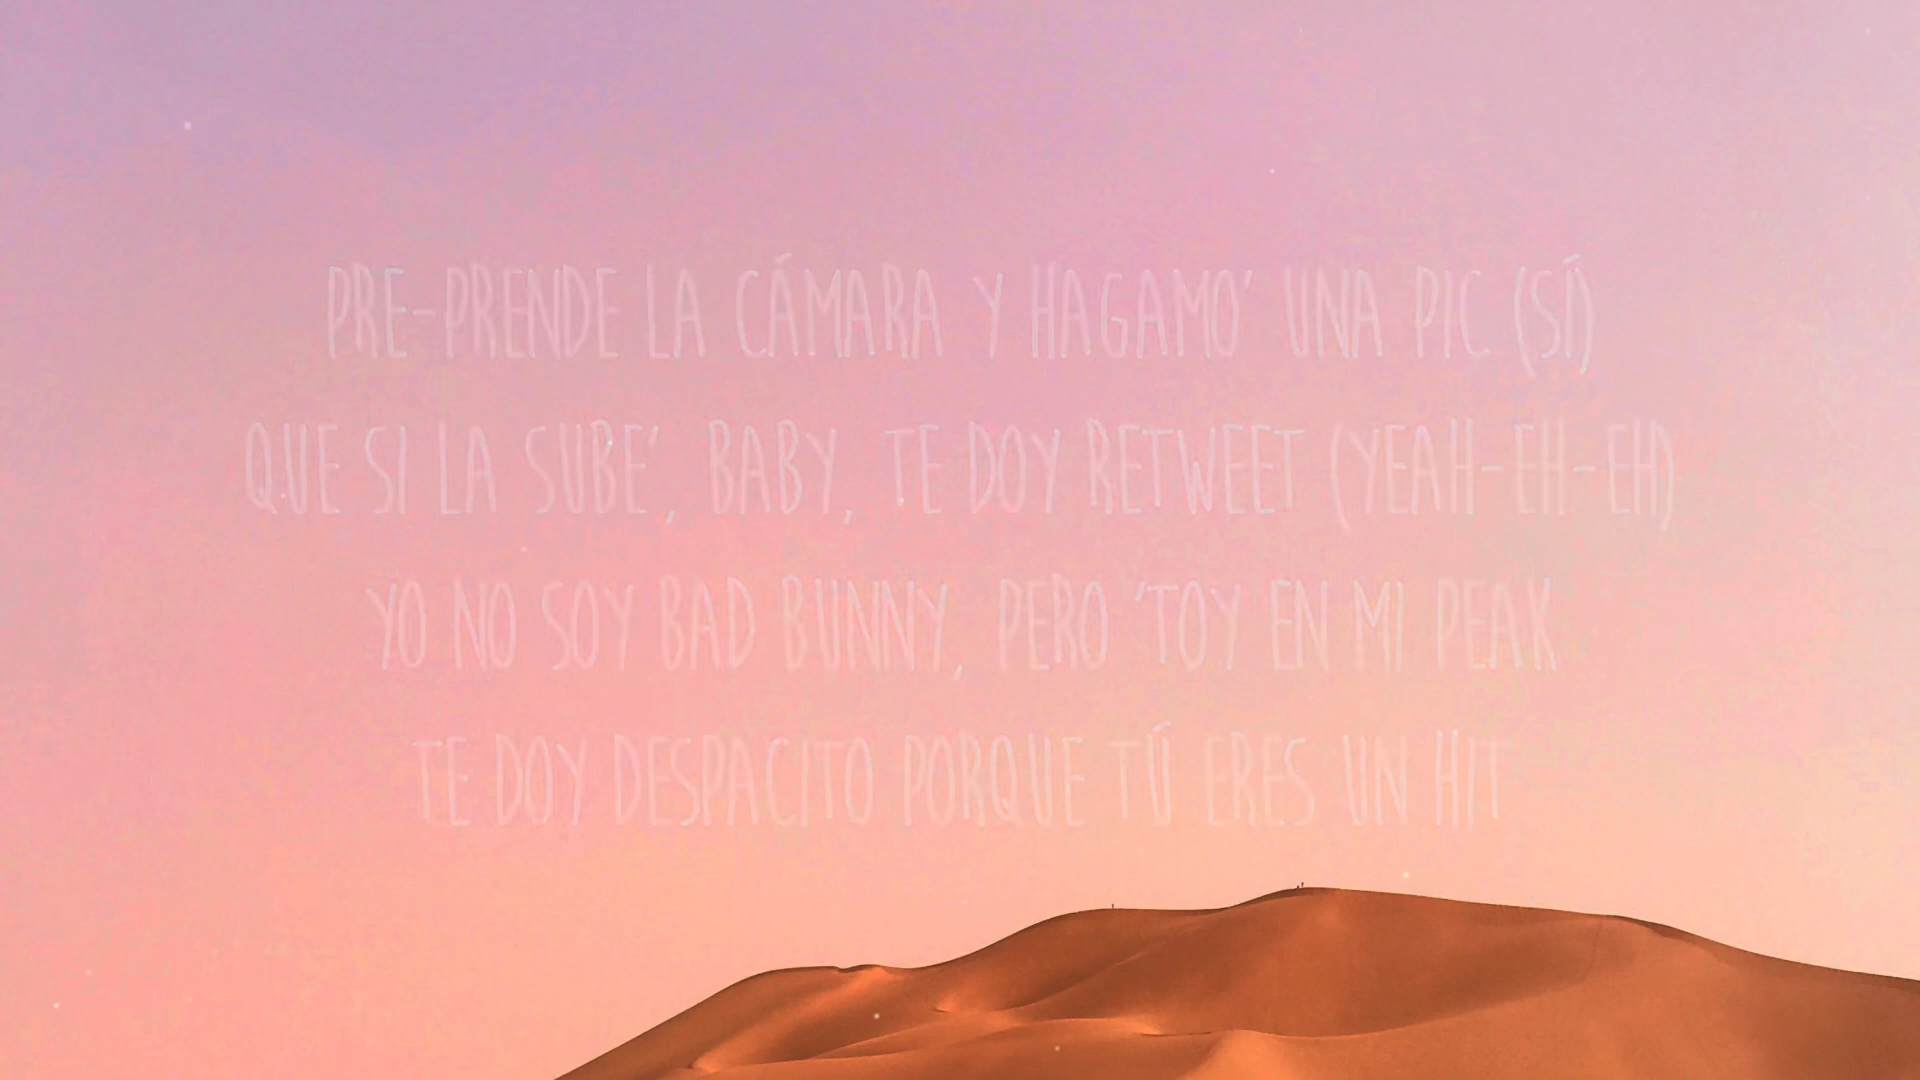 PRE-PRENDE LA CÁMARA Y HAGAMO' UNA PIC (SÍ)
QUE SI LA SUBE', BABY, TE DOY RETWEET (YEAH-EH-EH)
YO NO SOY BAD BUNNY, PERO 'TOY EN MI PEAK
TE DOY DESPACITO PORQUE TÚ ERES UN HIT